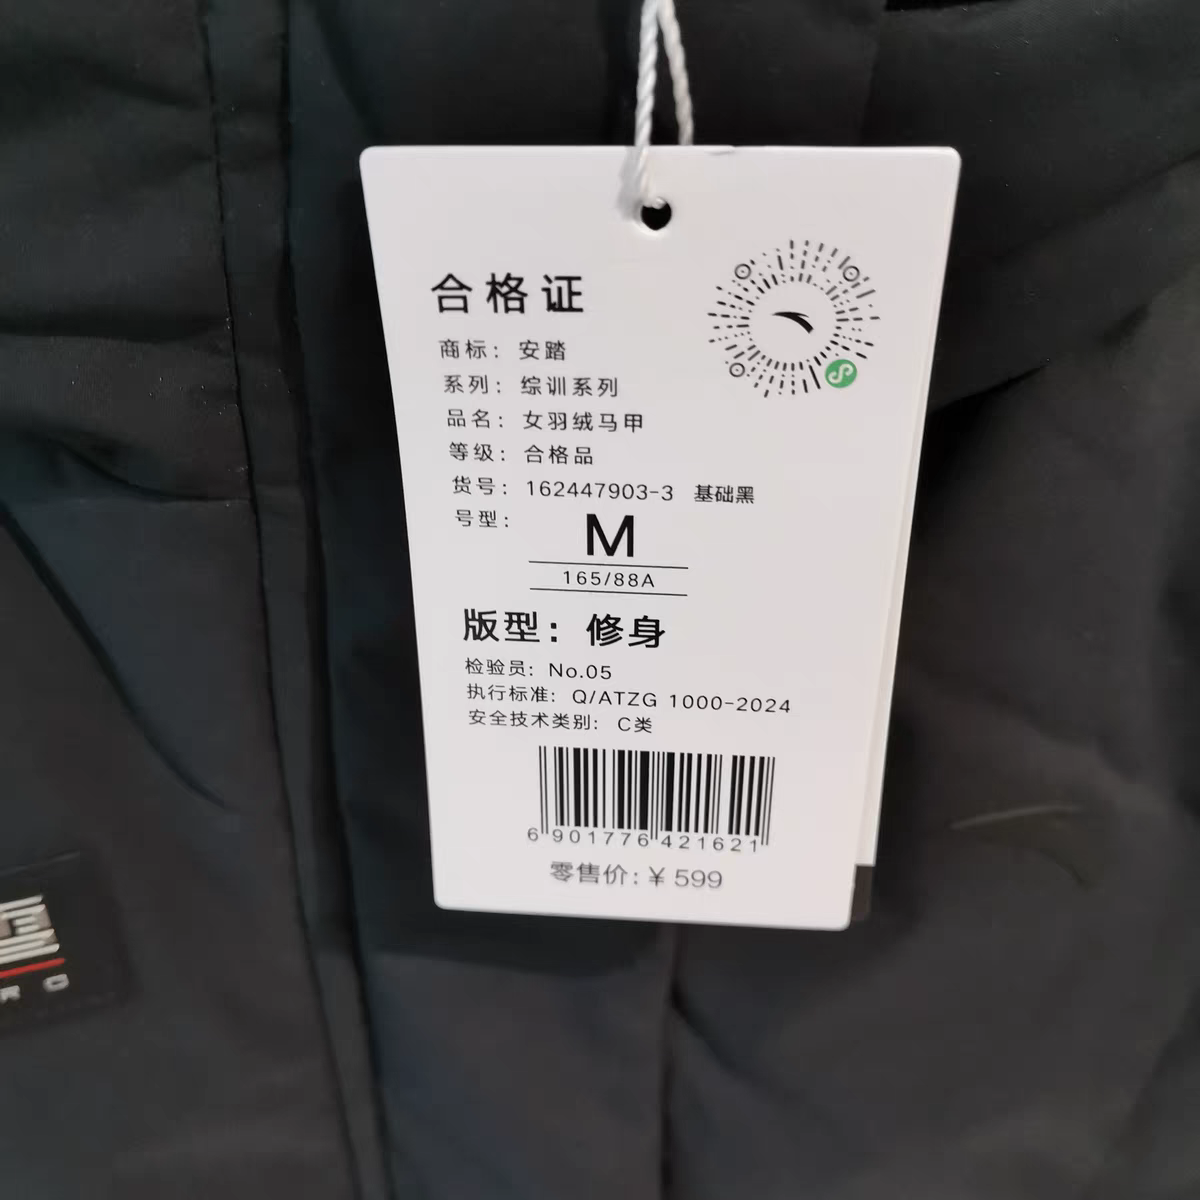 合格证
商标：安踏
系列：综训系列
品名：女羽绒马甲
等级：合格品
货号：162447903-3 基础黑
号型：M
165/88A
版型：修身
检验员：No.05
执行标准：Q/ATZG 1000-2024
安全技术类别：C类
6 901776 421621
零售价：¥ 599
R D